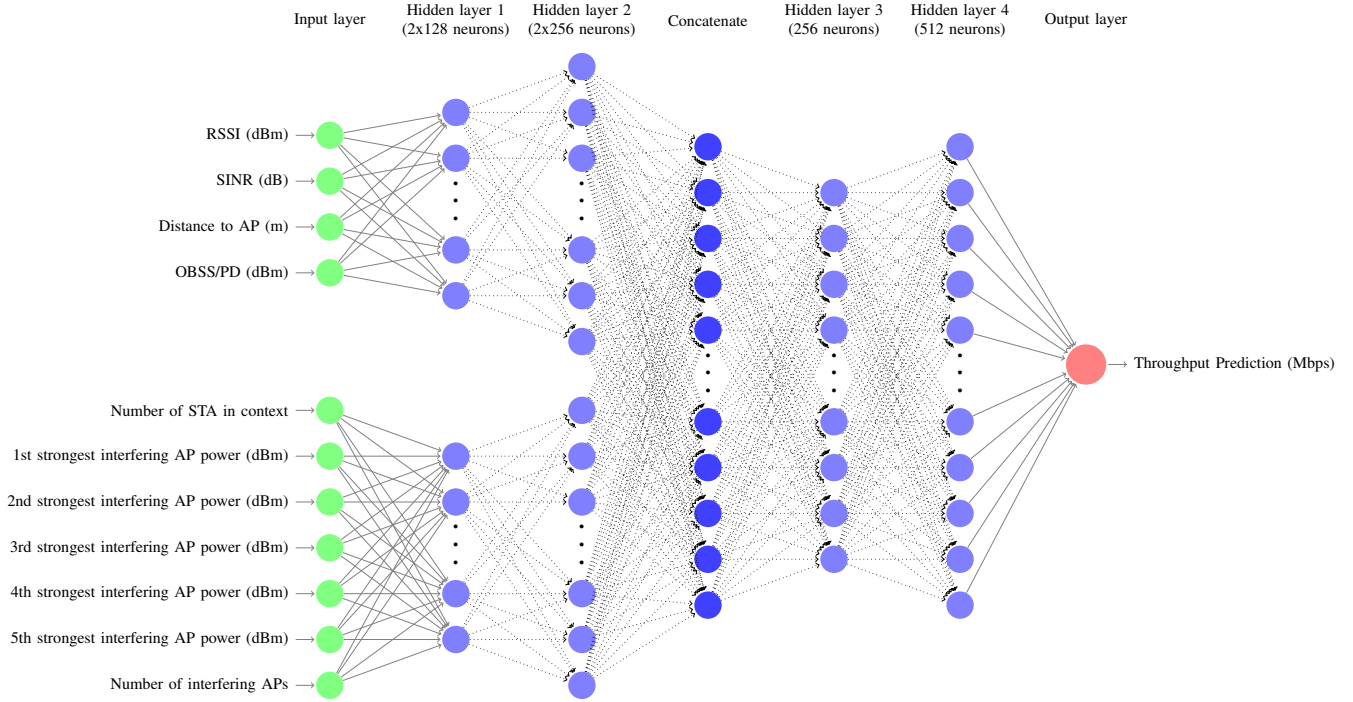 Input layer
Hidden layer 1
(2x128 neurons)
Hidden layer 2
(2x256 neurons)
Concatenate
Hidden layer 3
(256 neurons)
Hidden layer 4
(512 neurons)
Output layer
RSSI (dBm)
SINR (dB)
Distance to AP (m)
OBSS/PD (dBm)
Throughput Prediction (Mbps)
Number of STA in context
1st strongest interfering AP power (dBm)
2nd strongest interfering AP power (dBm)
3rd strongest interfering AP power (dBm)
4th strongest interfering AP power (dBm)
5th strongest interfering AP power (dBm)
Number of interfering APs